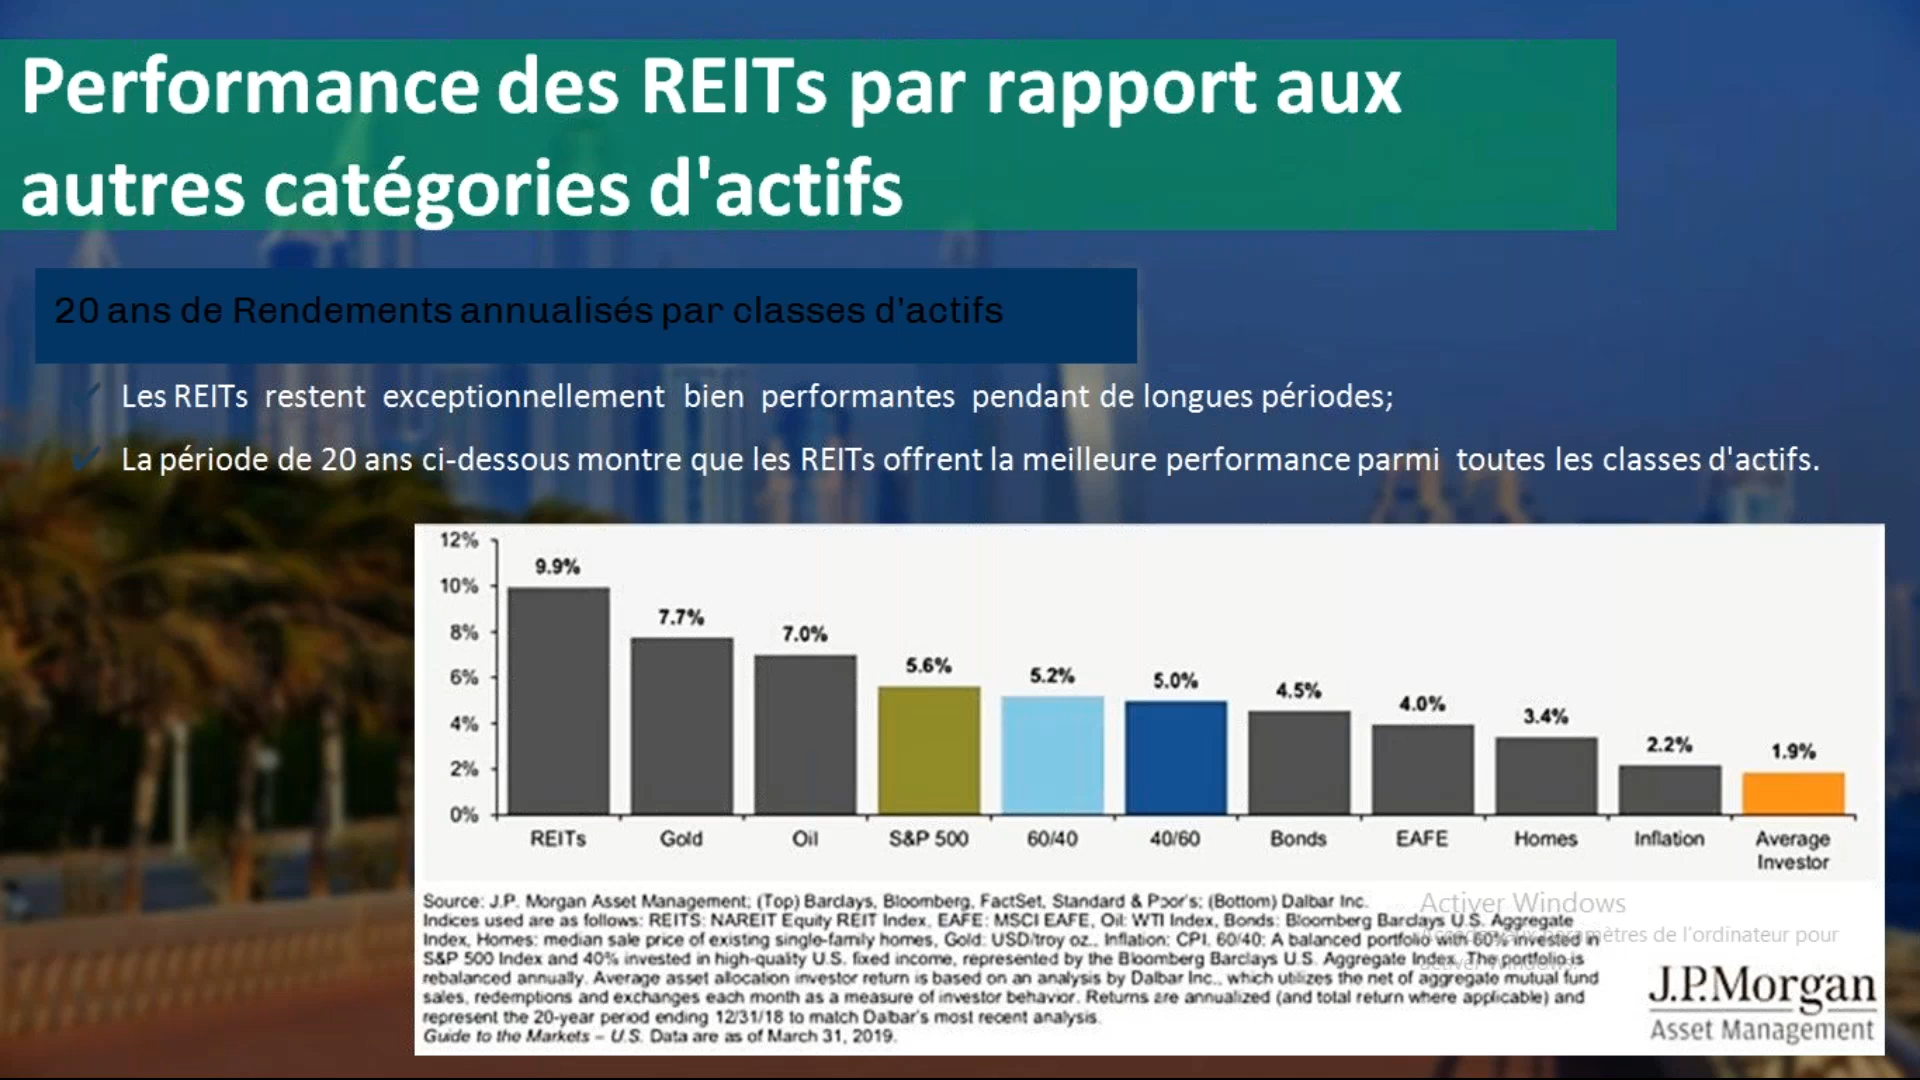 Performance des REITs par rapport aux
autres catégories d'actifs
20 ans de Rendements annualisés par classes d'actifs
Les REITs restent exceptionnellement bien performantes pendant de longues périodes;
La période de 20 ans ci-dessous montre que les REITs offrent la meilleure performance parmi toutes les classes d'actifs.
12%
10%
8%
6%
4%
2%
0%
9.9%
7.7%
7.0%
5.6%
5.2%
5.0%
4.5%
4.0%
3.4%
2.2%
1.9%
REITs
Gold
Oil
S&P 500
60/40
40/60
Bonds
EAFE
Homes
Inflation
Average
Investor
Source: J.P. Morgan Asset Management; (Top) Barclays, Bloomberg, FactSet, Standard & Poor's; (Bottom) Dalbar Inc.
Indices used are as follows: REITS: NAREIT Equity REIT Index, EAFE: MSCI EAFE, Oil: WTI Index, Bonds: Bloomberg Barclays U.S. Aggregate
Index, Homes: median sale price of existing single-family homes, Gold: USD/troy oz., Inflation: CPI. 60/40: A balanced portfolio with 60% invested in
S&P 500 Index and 40% invested in high-quality U.S. fixed income, represented by the Bloomberg Barclays U.S. Aggregate Index. The portfolio is
rebalanced annually. Average asset allocation investor return is based on an analysis by Dalbar Inc., which utilizes the net of aggregate mutual fund
sales, redemptions and exchanges each month as a measure of investor behavior. Returns are annualized (and total return where applicable) and
represent the 20-year period ending 12/31/18 to match Dalbar's most recent analysis.
Guide to the Markets – U.S. Data are as of March 31, 2019.
Activer Windows
paramètres de l'ordinateur pour
activer Windows.
J.P.Morgan
Asset Management